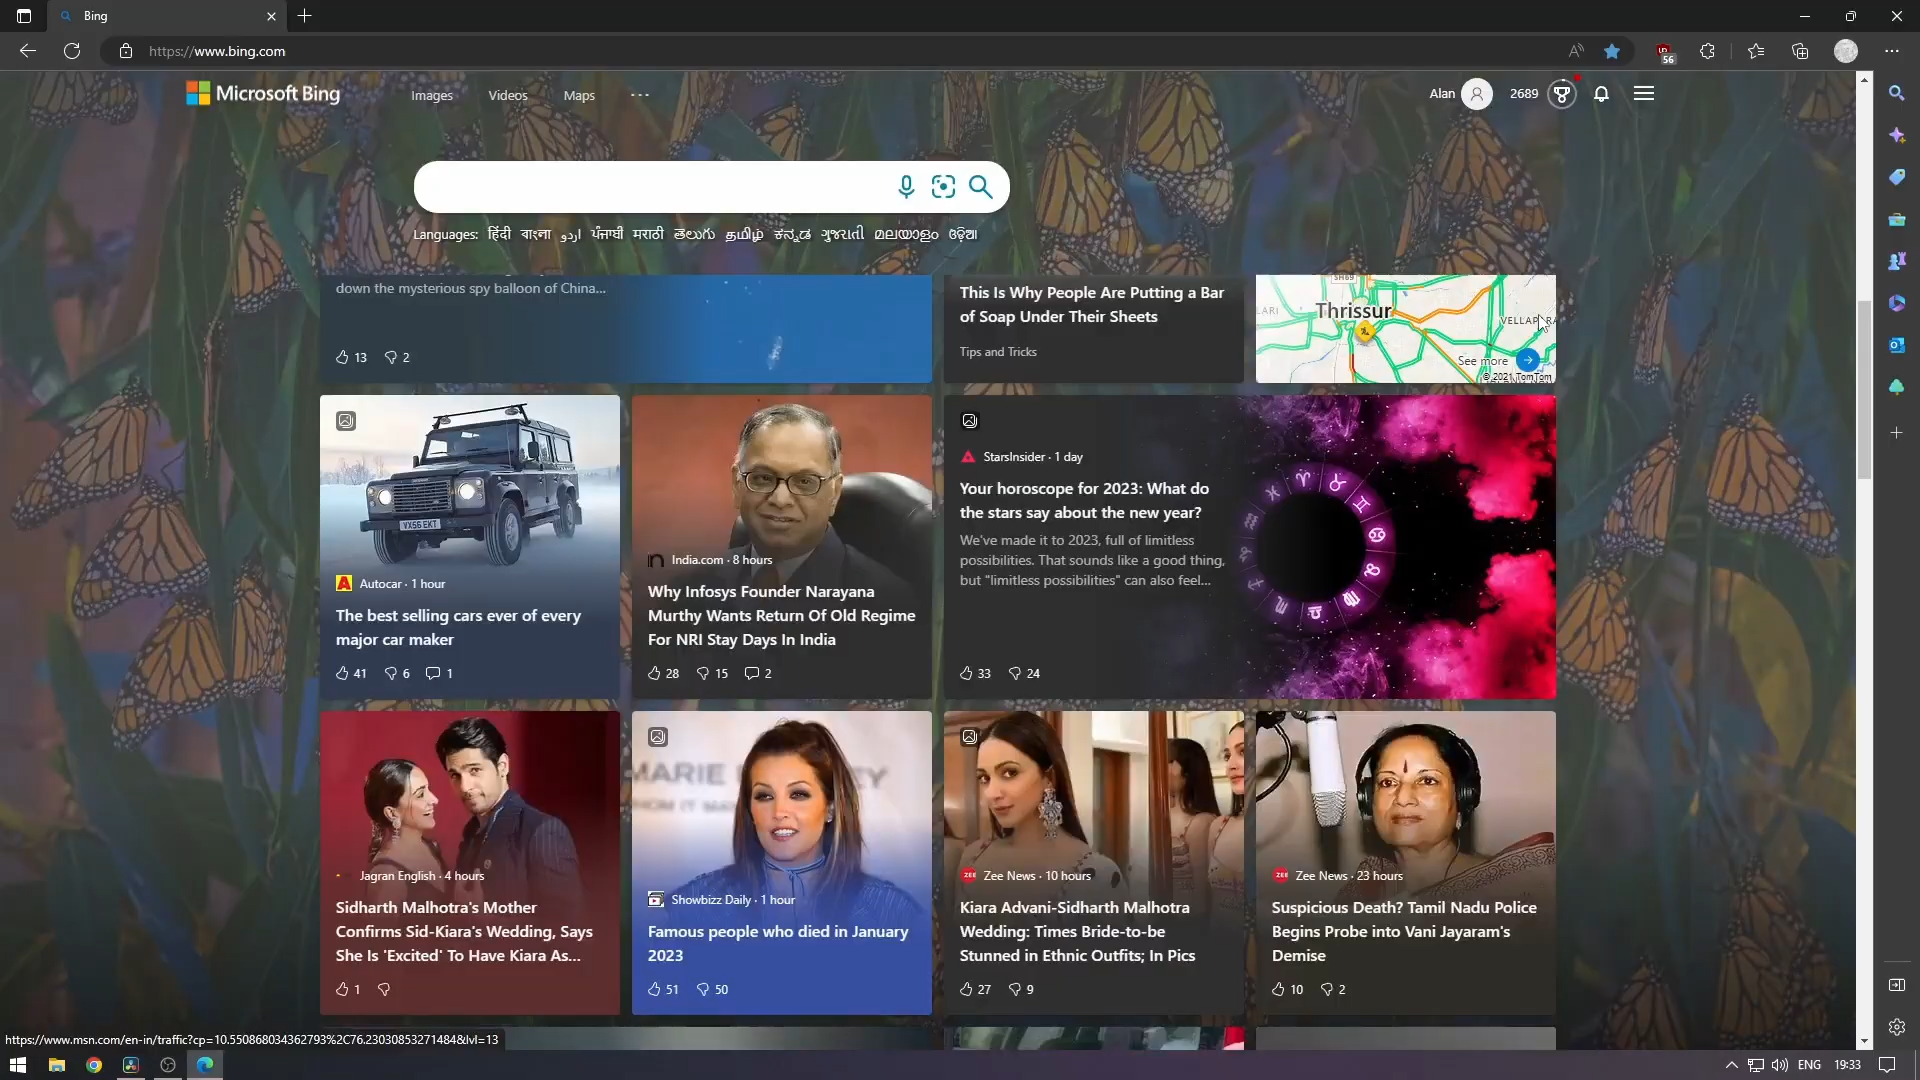 Bing
https://www.bing.com
56
Microsoft Bing
Images
Videos
Maps
Alan
2689
Languages: हिंदी বাংলা اردو ਪੰਜਾਬੀ मराठी తెలుగు தமிழ் ಕನ್ನಡ ગુજરાતી മലയാളം ଓଡ଼ିଆ
down the mysterious spy balloon of China...
13 2
This Is Why People Are Putting a Bar
of Soap Under Their Sheets
Tips and Tricks
SH69
Thrissur
See more
© 2021 TomTom
VX56 EKT
Autocar · 1 hour
The best selling cars ever of every
major car maker
41 6 1
India.com · 8 hours
Why Infosys Founder Narayana
Murthy Wants Return Of Old Regime
For NRI Stay Days In India
28 15 2
StarsInsider · 1 day
Your horoscope for 2023: What do
the stars say about the new year?
We've made it to 2023, full of limitless
possibilities. That sounds like a good thing,
but "limitless possibilities" can also feel...
33 24
Jagran English · 4 hours
Sidharth Malhotra's Mother
Confirms Sid-Kiara's Wedding, Says
She Is 'Excited' To Have Kiara As...
1
MARIE
Showbizz Daily · 1 hour
Famous people who died in January
2023
51 50
ZEE Zee News · 10 hours
Kiara Advani-Sidharth Malhotra
Wedding: Times Bride-to-be
Stunned in Ethnic Outfits; In Pics
27 9
ZEE Zee News · 23 hours
Suspicious Death? Tamil Nadu Police
Begins Probe into Vani Jayaram's
Demise
10 2
https://www.msn.com/en-in/traffic?cp=10.550868034362793%2C76.23030853271484&lvl=13
ENG
19:33